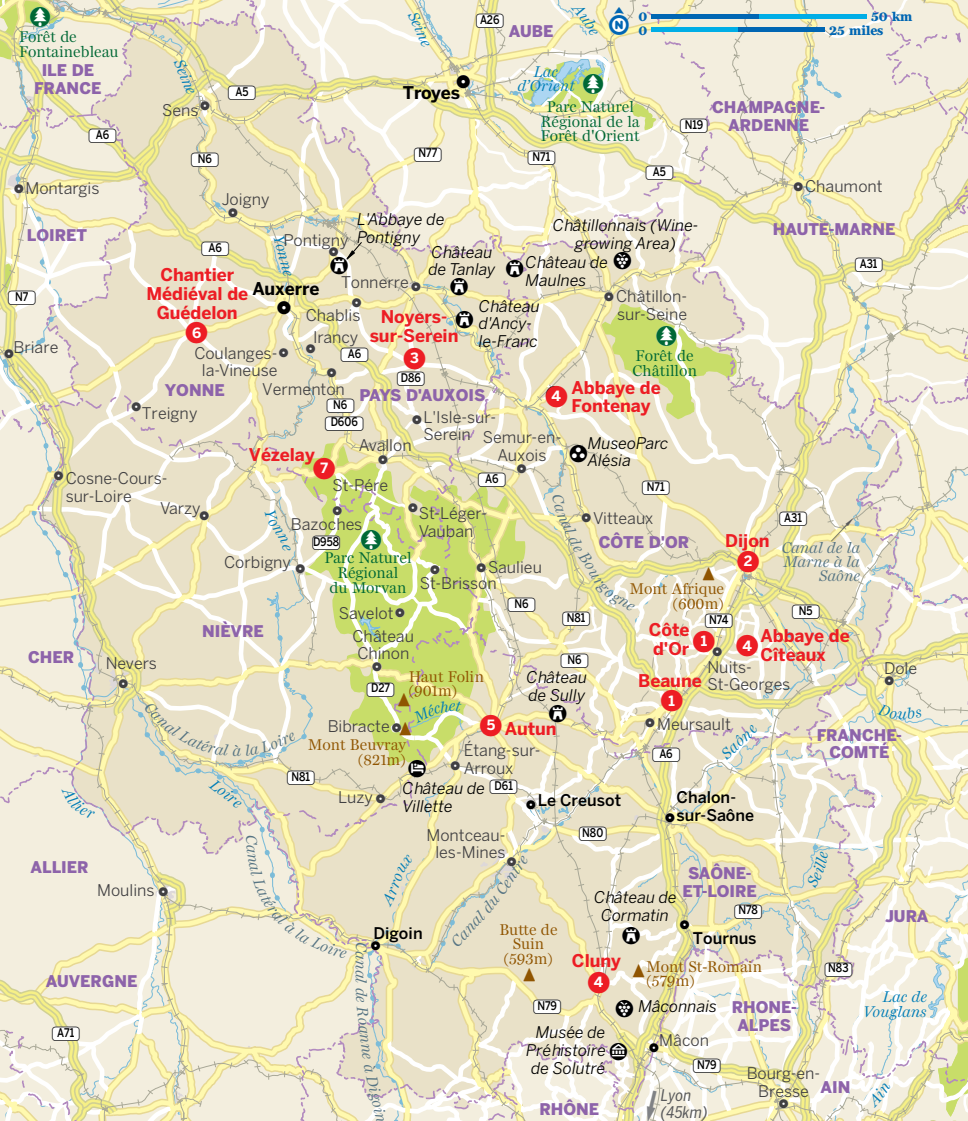 Forêt de
Fontainebleau
ILE DE
FRANCE
Seine
Seine
A26
AUBE
Aube
N
0
50 km
0
25 miles
Troyes
Lac
d'Orient
Parc Naturel
Régional de la
Forêt d'Orient
CHAMPAGNE-
ARDENNE
N19
Sens
A5
A6
N6
N77
N71
A5
Montargis
Joigny
Chaumont
LOIRET
A6
Yonne
L'Abbaye de
Pontigny
Pontigny
Château
de Tanlay
Châtillonnais (Wine-
growing Area)
Château de
Maulnes
HAUTE-MARNE
A31
Chantier
Médiéval de
Guédelon
6
Auxerre
Tonnerre
Chablis
Château
d'Ancy-
le-Franc
Châtillon-
sur-Seine
N7
Briare
Noyers-
sur-Serein
3
Irancy
Coulanges-
la-Vineuse
A6
Forêt de
Châtillon
YONNE
Vermenton
D86
PAYS D'AUXOIS
4
Abbaye de
Fontenay
Treigny
N6
D606
L'Isle-sur-
Serein
Semur-en-
Auxois
MuseoParc
Alésia
Vézelay
7
Avallon
St-Père
A6
N71
Cosne-Cours-
sur-Loire
Varzy
Yonne
Bazoches
D958
St-Léger-
Vauban
Vitteaux
A31
Canal de Bourgogne
CÔTE D'OR
Dijon
2
Canal de la
Marne à la
Saône
Corbigny
Parc Naturel
Régional
du Morvan
St-Brisson
Saulieu
Mont Afrique
(600m)
N6
N81
N74
N5
Savelot
NIÈVRE
Château
Chinon
Côte
d'Or
1
4
Abbaye de
Cîteaux
CHER
Nevers
N6
Nuits-
St-Georges
Dole
D27
Haut Folin
(901m)
Château
de Sully
Beaune
1
Méchet
Bibracte
5
Autun
Meursault
Doubs
Mont Beuvray
(821m)
Étang-sur-
Arroux
Saône
A6
FRANCHE-
COMTÉ
Canal Latéral à la Loire
N81
Loire
Luzy
Château de
Villette
D61
Le Creusot
Chalon-
sur-Saône
Allier
N80
Montceau-
les-Mines
ALLIER
Moulins
Canal Latéral à la Loire
Arroux
Canal du Centre
SAÔNE-
ET-LOIRE
Seille
Château de
Cormatin
N78
JURA
Digoin
Butte de
Suin
(593m)
Tournus
Cluny
4
Mont St-Romain
(579m)
N83
AUVERGNE
Canal de Roanne à Digoin
N79
Mâconnais
RHONE-
ALPES
Lac de
Vouglans
A71
Musée de
Préhistoire
de Solutré
Mâcon
N79
Bourg-en-
Bresse
AIN
Ain
RHÔNE
Lyon
(45km)